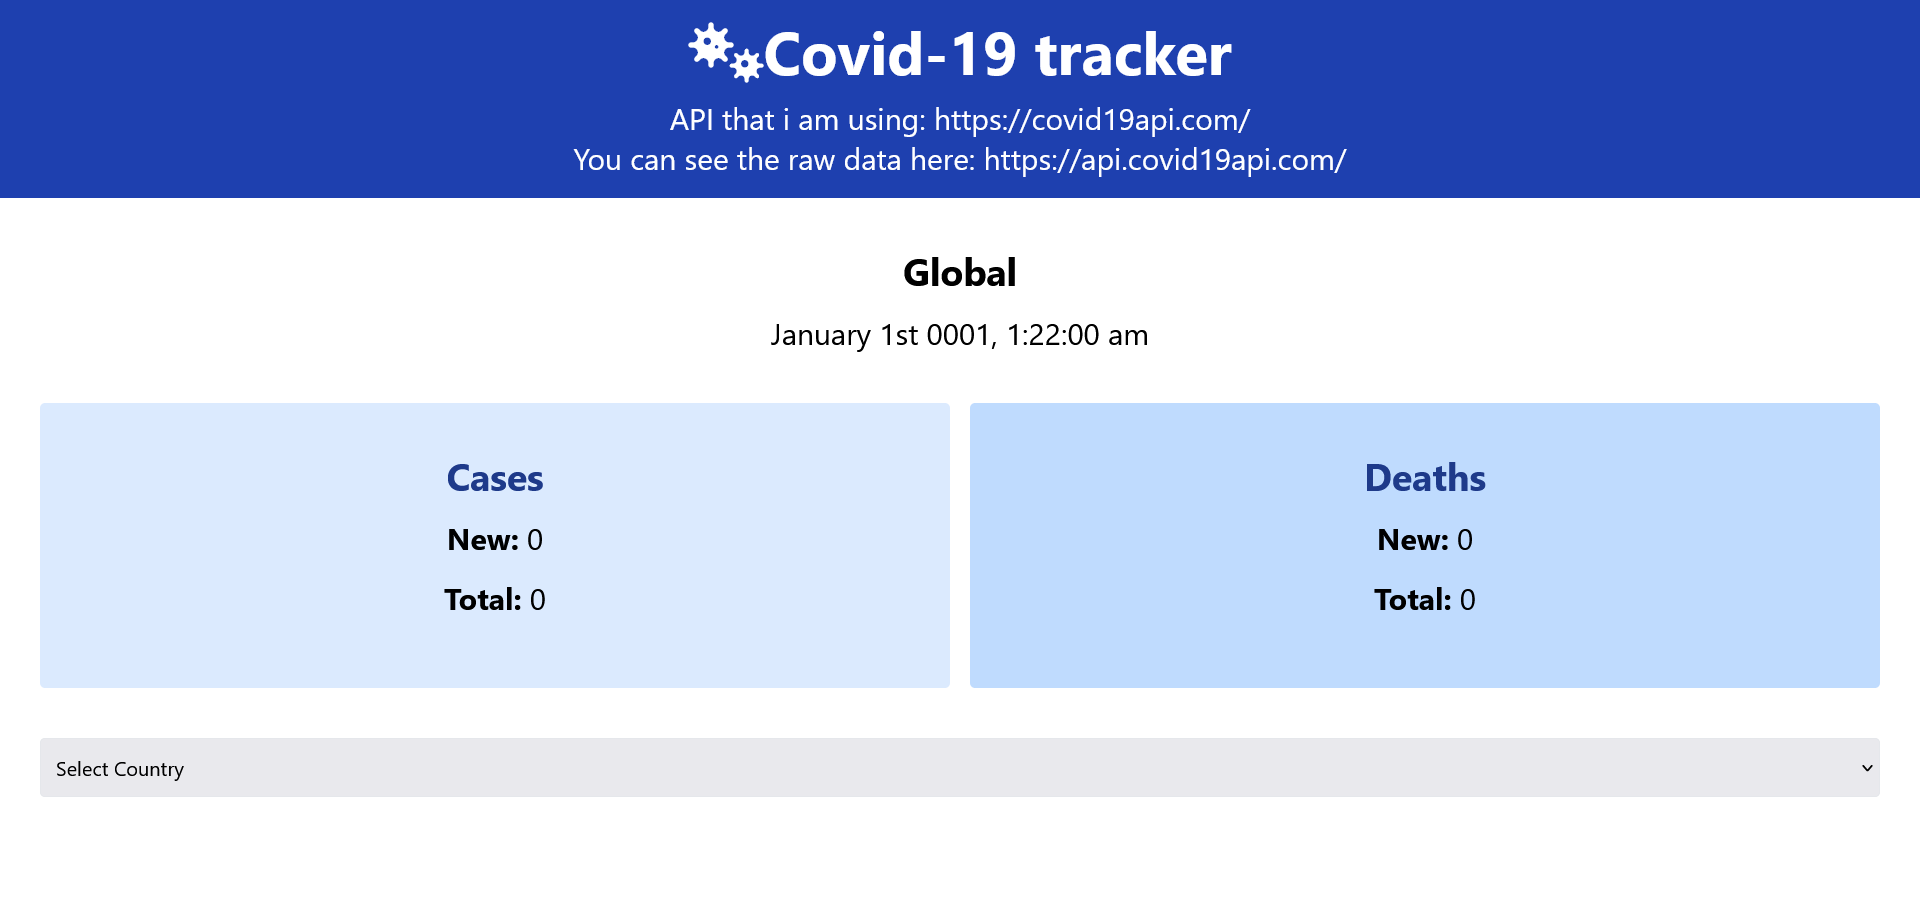 Covid-19 tracker
API that i am using: https://covid19api.com/
You can see the raw data here: https://api.covid19api.com/
Global
January 1st 0001, 1:22:00 am
Cases
New: 0
Total: 0
Deaths
New: 0
Total: 0
Select Country